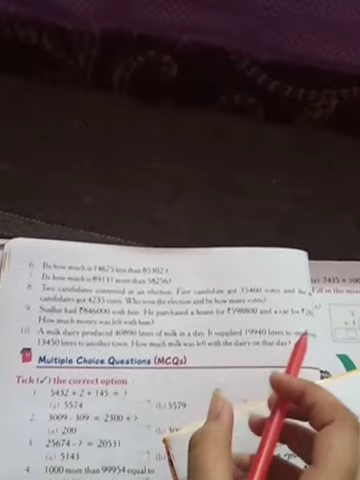 6. By how much is 14675 less than 85302?
7. By how much is 89131 more than 58256?
8. Two candidates contested in an election. First candidate got 35460 votes and the
candidates got 4235 votes. Who won the election and by how many votes?
9. Sudhir had ₹846000 with him. He purchased a house for ₹598800 and a car for
How much money was left with him?
10. A milk dairy produced 40890 litres of milk in a day. It supplied 19940 litres to
13450 litres to another town. How much milk was left with the dairy on that day?
Multiple Choice Questions (MCQs)
Tick (✓) the correct option
1. 5432 + 2 + 145 = ?
(a) 5574
(b) 5579
2. 3009 - 309 = 2300 + ?
(a) 200
(b)
3. 25674 - ? = 20531
(a) 5143
(b)
4. 1000 more than 99954 equal to
(a) 2435 + 100
Fill in the